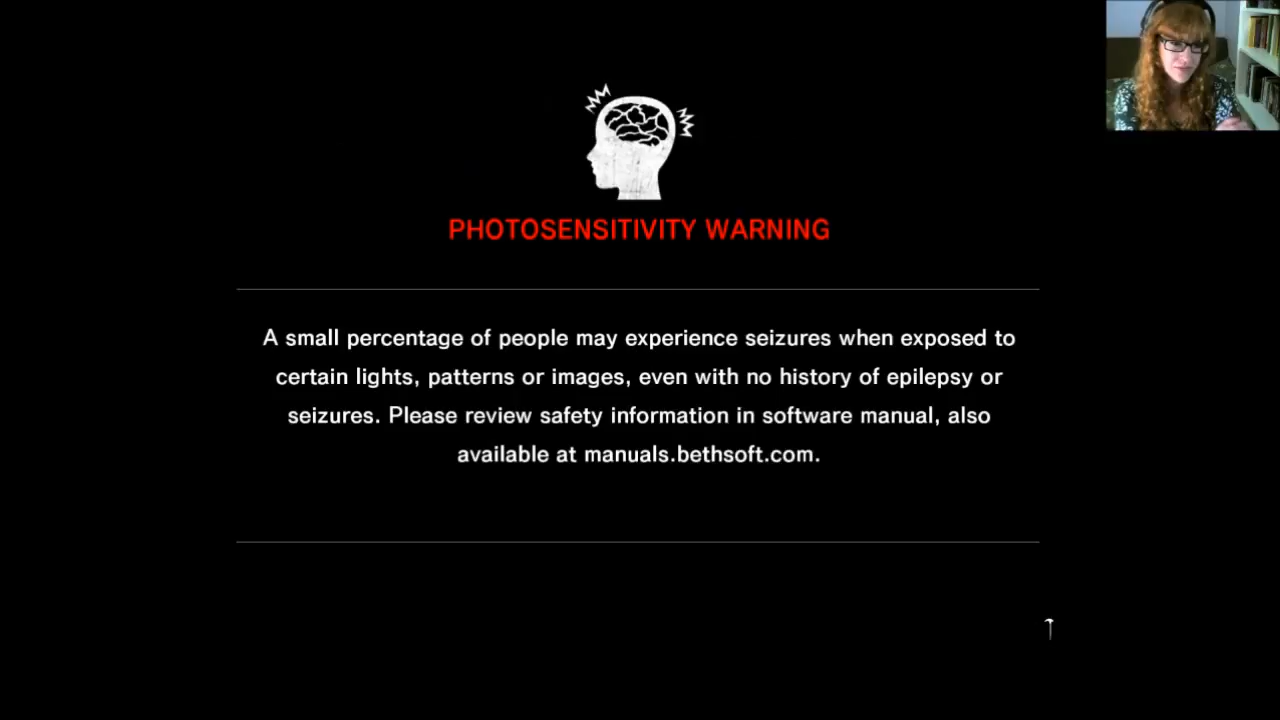 PHOTOSENSITIVITY WARNING
A small percentage of people may experience seizures when exposed to
certain lights, patterns or images, even with no history of epilepsy or
seizures. Please review safety information in software manual, also
available at manuals.bethsoft.com.